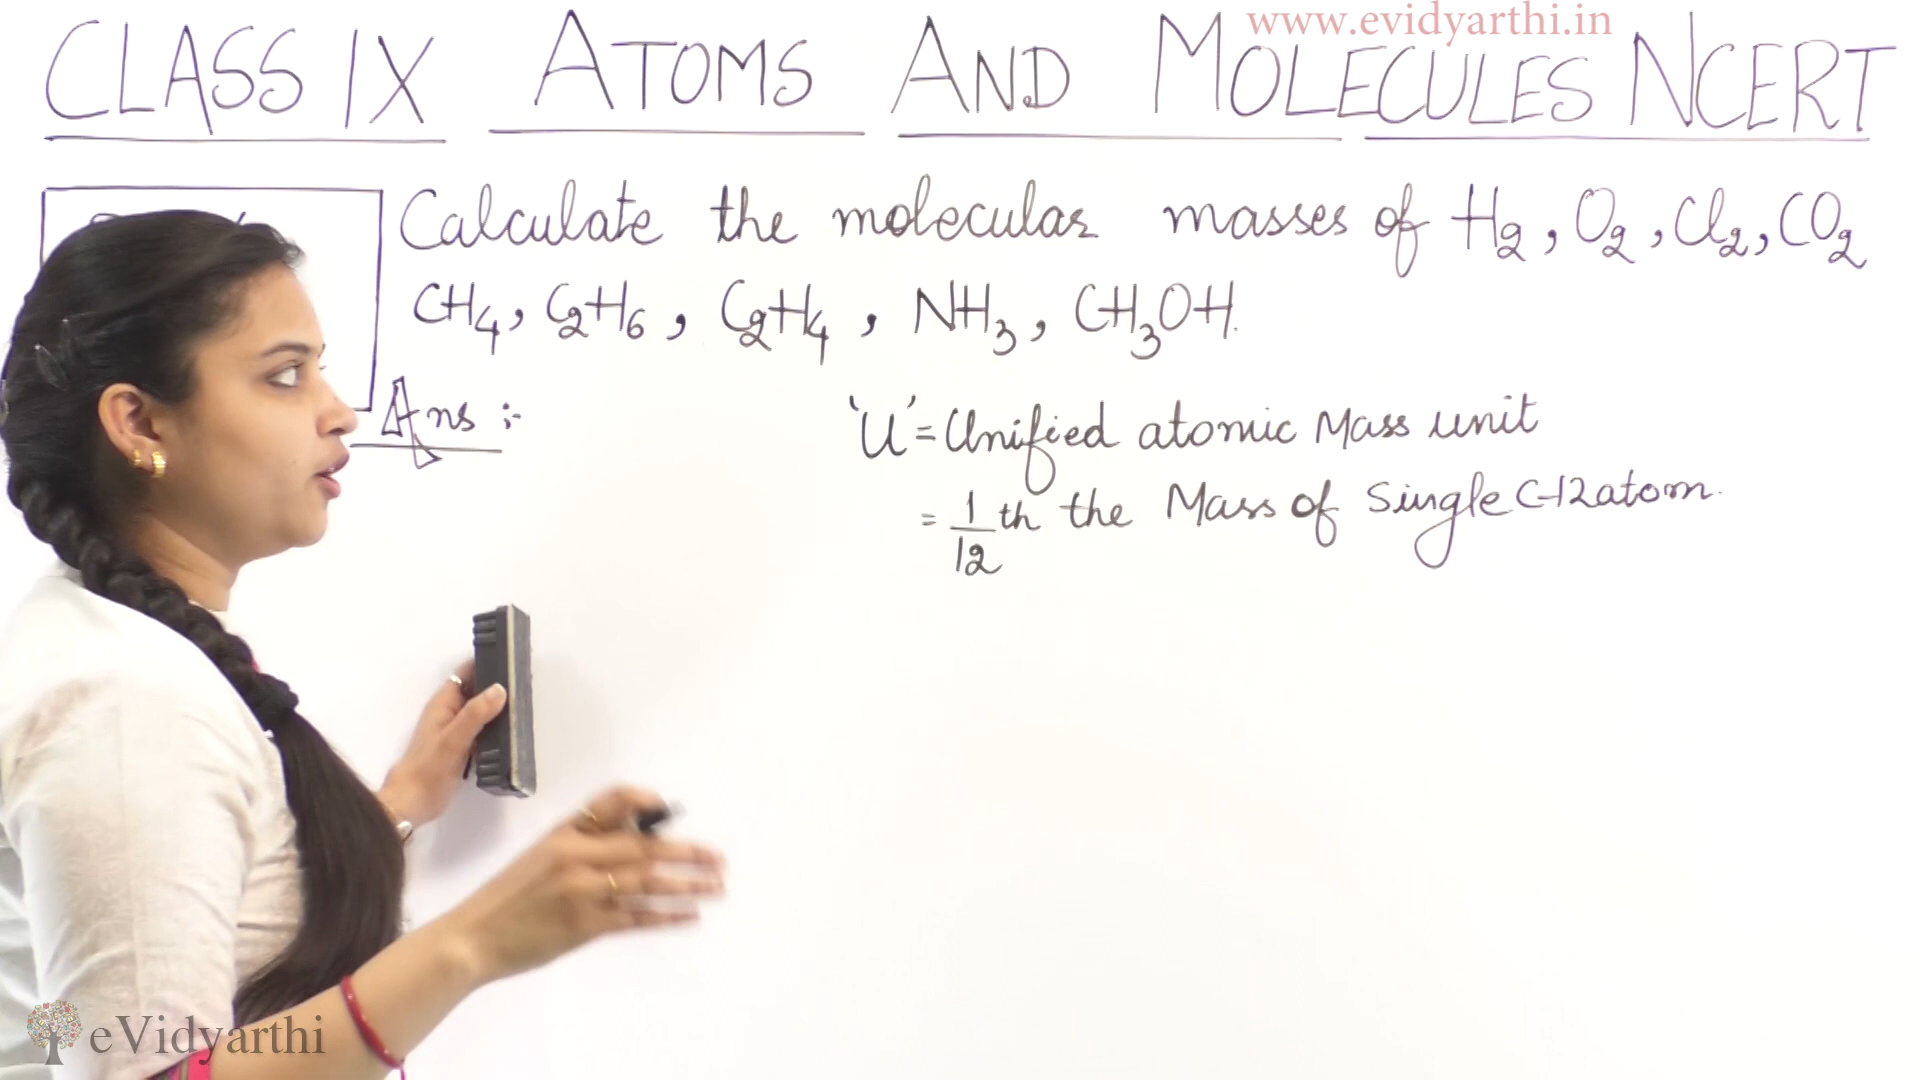 www.evidyarthi.in
CLASS IX ATOMS AND MOLECULES NCERT
Calculate the molecular masses of H₂, O₂, Cl₂, CO₂
CH₄, C₂H₆, C₂H₄, NH₃, CH₃OH.
Ans :-
'U' = Unified atomic Mass unit
= 1/12 th the Mass of Single C-12 atom.
eVidyarthi